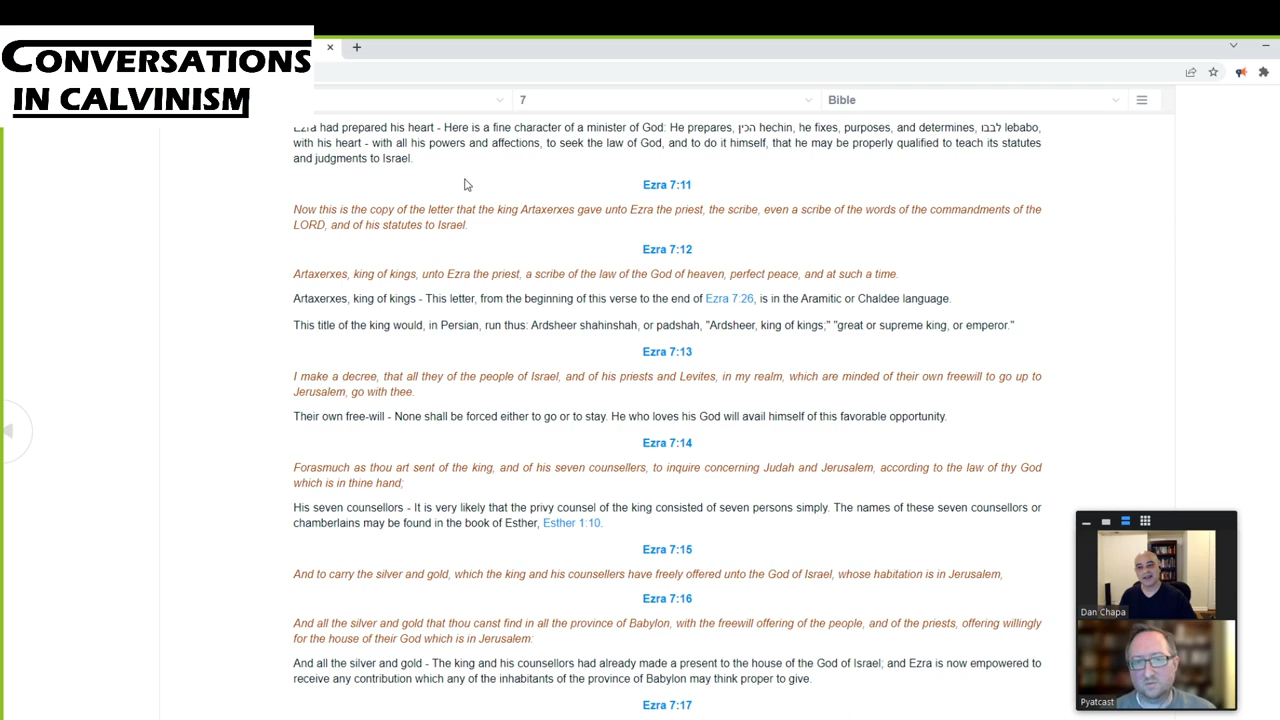 CONVERSATIONS
IN CALVINISM
7
Bible
Ezra had prepared his heart - Here is a fine character of a minister of God: He prepares, הכין hechin, he fixes, purposes, and determines, לבבו lebabo,
with his heart - with all his powers and affections, to seek the law of God, and to do it himself, that he may be properly qualified to teach its statutes
and judgments to Israel.
Ezra 7:11
Now this is the copy of the letter that the king Artaxerxes gave unto Ezra the priest, the scribe, even a scribe of the words of the commandments of the
LORD, and of his statutes to Israel.
Ezra 7:12
Artaxerxes, king of kings, unto Ezra the priest, a scribe of the law of the God of heaven, perfect peace, and at such a time.
Artaxerxes, king of kings - This letter, from the beginning of this verse to the end of Ezra 7:26, is in the Aramitic or Chaldee language.
This title of the king would, in Persian, run thus: Ardsheer shahinshah, or padshah, "Ardsheer, king of kings;" "great or supreme king, or emperor."
Ezra 7:13
I make a decree, that all they of the people of Israel, and of his priests and Levites, in my realm, which are minded of their own freewill to go up to
Jerusalem, go with thee.
Their own free-will - None shall be forced either to go or to stay. He who loves his God will avail himself of this favorable opportunity.
Ezra 7:14
Forasmuch as thou art sent of the king, and of his seven counsellers, to inquire concerning Judah and Jerusalem, according to the law of thy God
which is in thine hand;
His seven counsellors - It is very likely that the privy counsel of the king consisted of seven persons simply. The names of these seven counsellors or
chamberlains may be found in the book of Esther, Esther 1:10.
Ezra 7:15
And to carry the silver and gold, which the king and his counsellers have freely offered unto the God of Israel, whose habitation is in Jerusalem,
Ezra 7:16
And all the silver and gold that thou canst find in all the province of Babylon, with the freewill offering of the people, and of the priests, offering willingly
for the house of their God which is in Jerusalem:
And all the silver and gold - The king and his counsellors had already made a present to the house of the God of Israel; and Ezra is now empowered to
receive any contribution which any of the inhabitants of the province of Babylon may think proper to give.
Ezra 7:17
Dan Chapa
Pyatcast